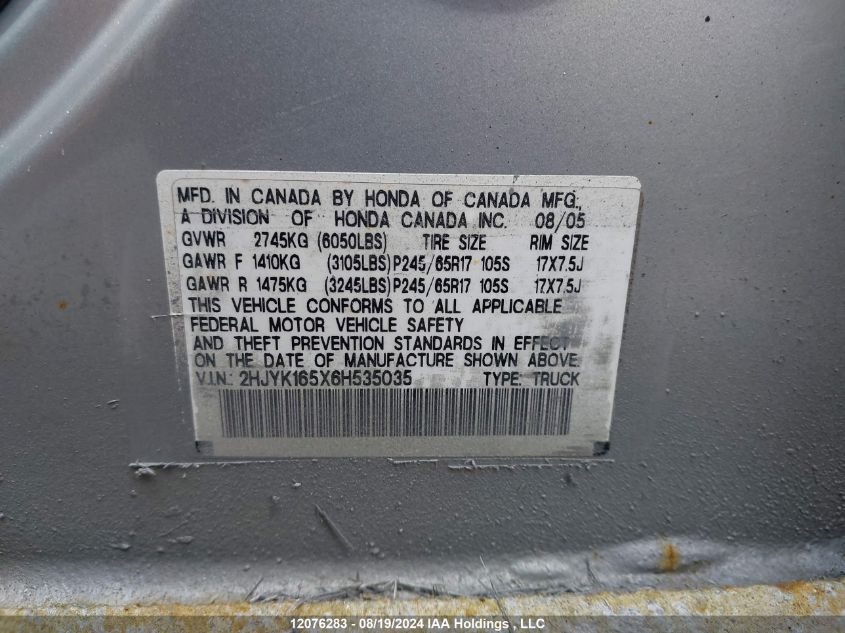 MFD. IN CANADA BY HONDA OF CANADA MFG.,
A DIVISION OF HONDA CANADA INC. 08/05
GVWR 2745KG (6050LBS) TIRE SIZE RIM SIZE
GAWR F 1410KG (3105LBS) P245/65R17 105S 17X7.5J
GAWR R 1475KG (3245LBS) P245/65R17 105S 17X7.5J
THIS VEHICLE CONFORMS TO ALL APPLICABLE
FEDERAL MOTOR VEHICLE SAFETY
AND THEFT PREVENTION STANDARDS IN EFFECT
ON THE DATE OF MANUFACTURE SHOWN ABOVE.
V.I.N.: 2HJYK165X6H535035 TYPE: TRUCK
12076283 - 08/19/2024 IAA Holdings, LLC